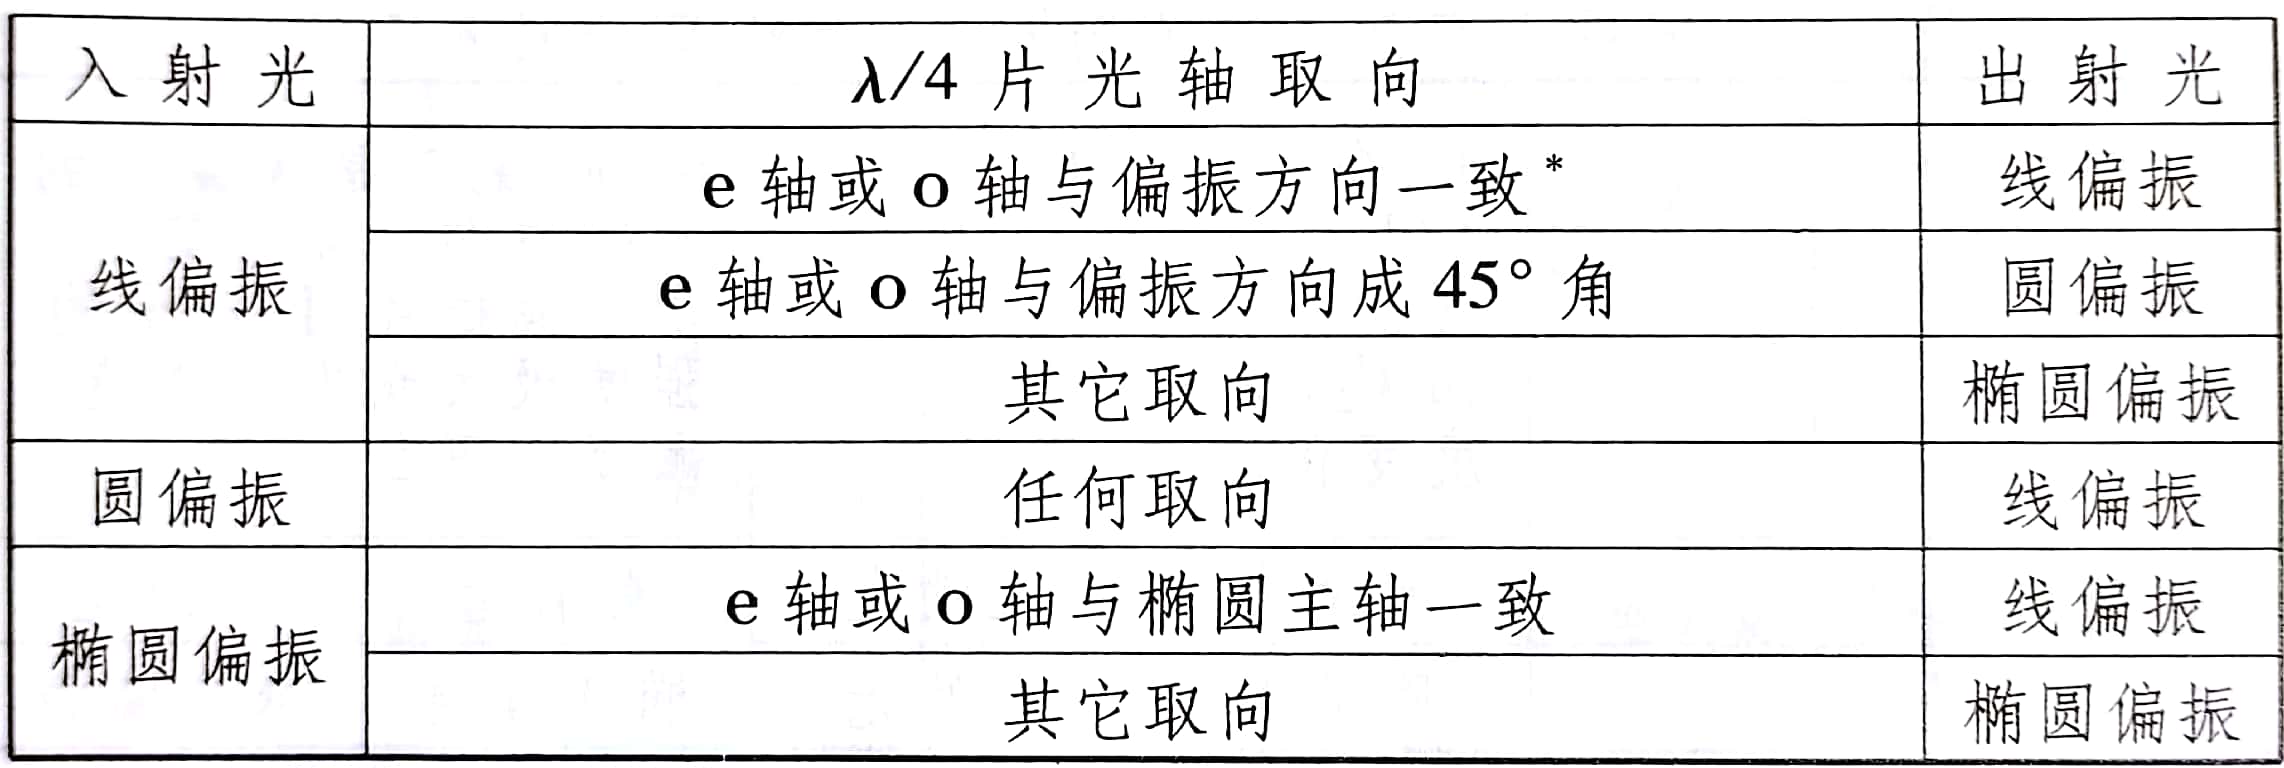 入射光 λ/4 片光轴取向 出射光
线偏振 e 轴或 o 轴与偏振方向一致* 线偏振
e 轴或 o 轴与偏振方向成 45° 角 圆偏振
其它取向 椭圆偏振
圆偏振 任何取向 线偏振
椭圆偏振 e 轴或 o 轴与椭圆主轴一致 线偏振
其它取向 椭圆偏振